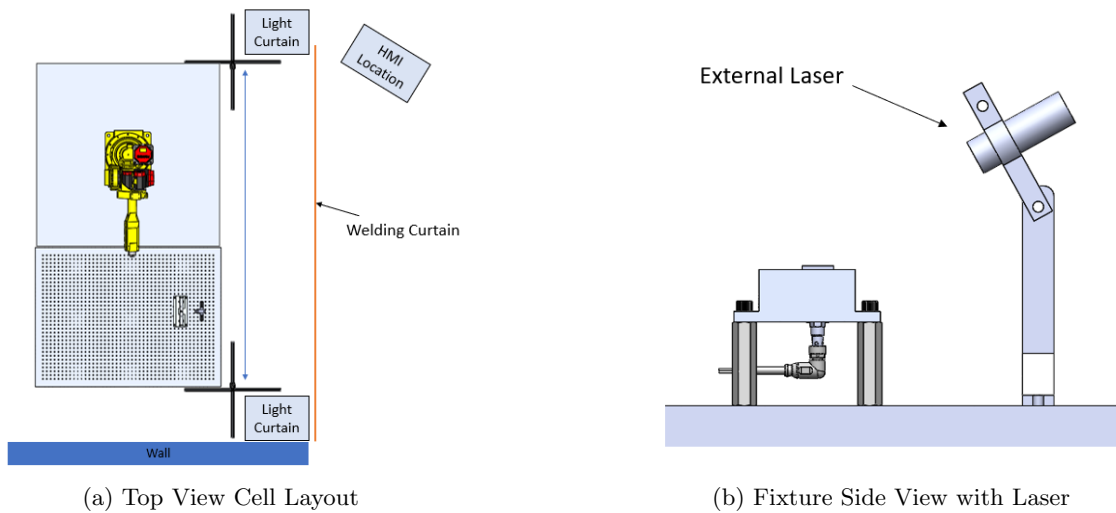 Light
Curtain
HMI
Location
External Laser
Welding Curtain
Light
Curtain
Wall
(a) Top View Cell Layout
(b) Fixture Side View with Laser